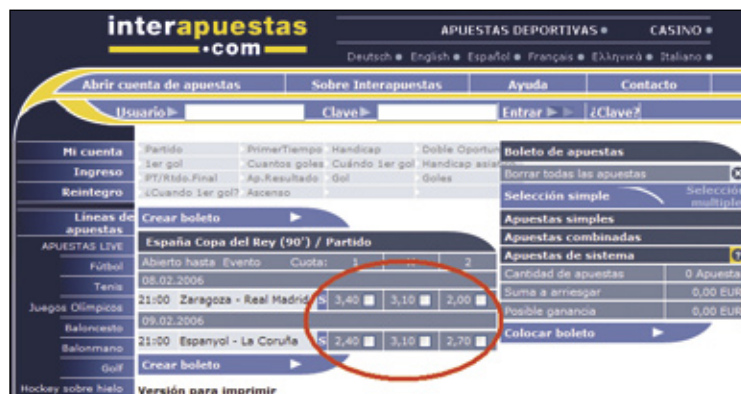 interapuestas
.com
APUESTAS DEPORTIVAS CASINO
Deutsch English Español Français Ελληνικά Italiano
Abrir cuenta de apuestas Sobre Interapuestas Ayuda Contacto
Usuario Clave Entrar ¿Clave?
Mi cuenta
Ingreso
Reintegro
Líneas de apuestas
APUESTAS LIVE
Fútbol
Tenis
Juegos Olímpicos
Baloncesto
Balonmano
Golf
Hockey sobre hielo
Partido PrimerTiempo Handicap Doble Oportun
1er gol Cuantos goles Cuándo 1er gol Handicap asiát
PT/Rtdo.Final Ap.Resultado Gol Goles
¿Cuando 1er gol? Ascenso
Crear boleto
España Copa del Rey (90') / Partido
Abierto hasta Evento Cuota: 1 X 2
08.02.2006
21:00 Zaragoza - Real Madrid S 3,40 3,10 2,00
09.02.2006
21:00 Espanyol - La Coruña S 2,40 3,10 2,70
Crear boleto
Versión para imprimir
Boleto de apuestas
Borrar todas las apuestas
Selección simple Selección multiple
Apuestas simples
Apuestas combinadas
Apuestas de sistema ?
Cantidad de apuestas 0 Apuesta
Suma a arriesgar 0,00 EUR
Posible ganancia 0,00 EUR
Colocar boleto